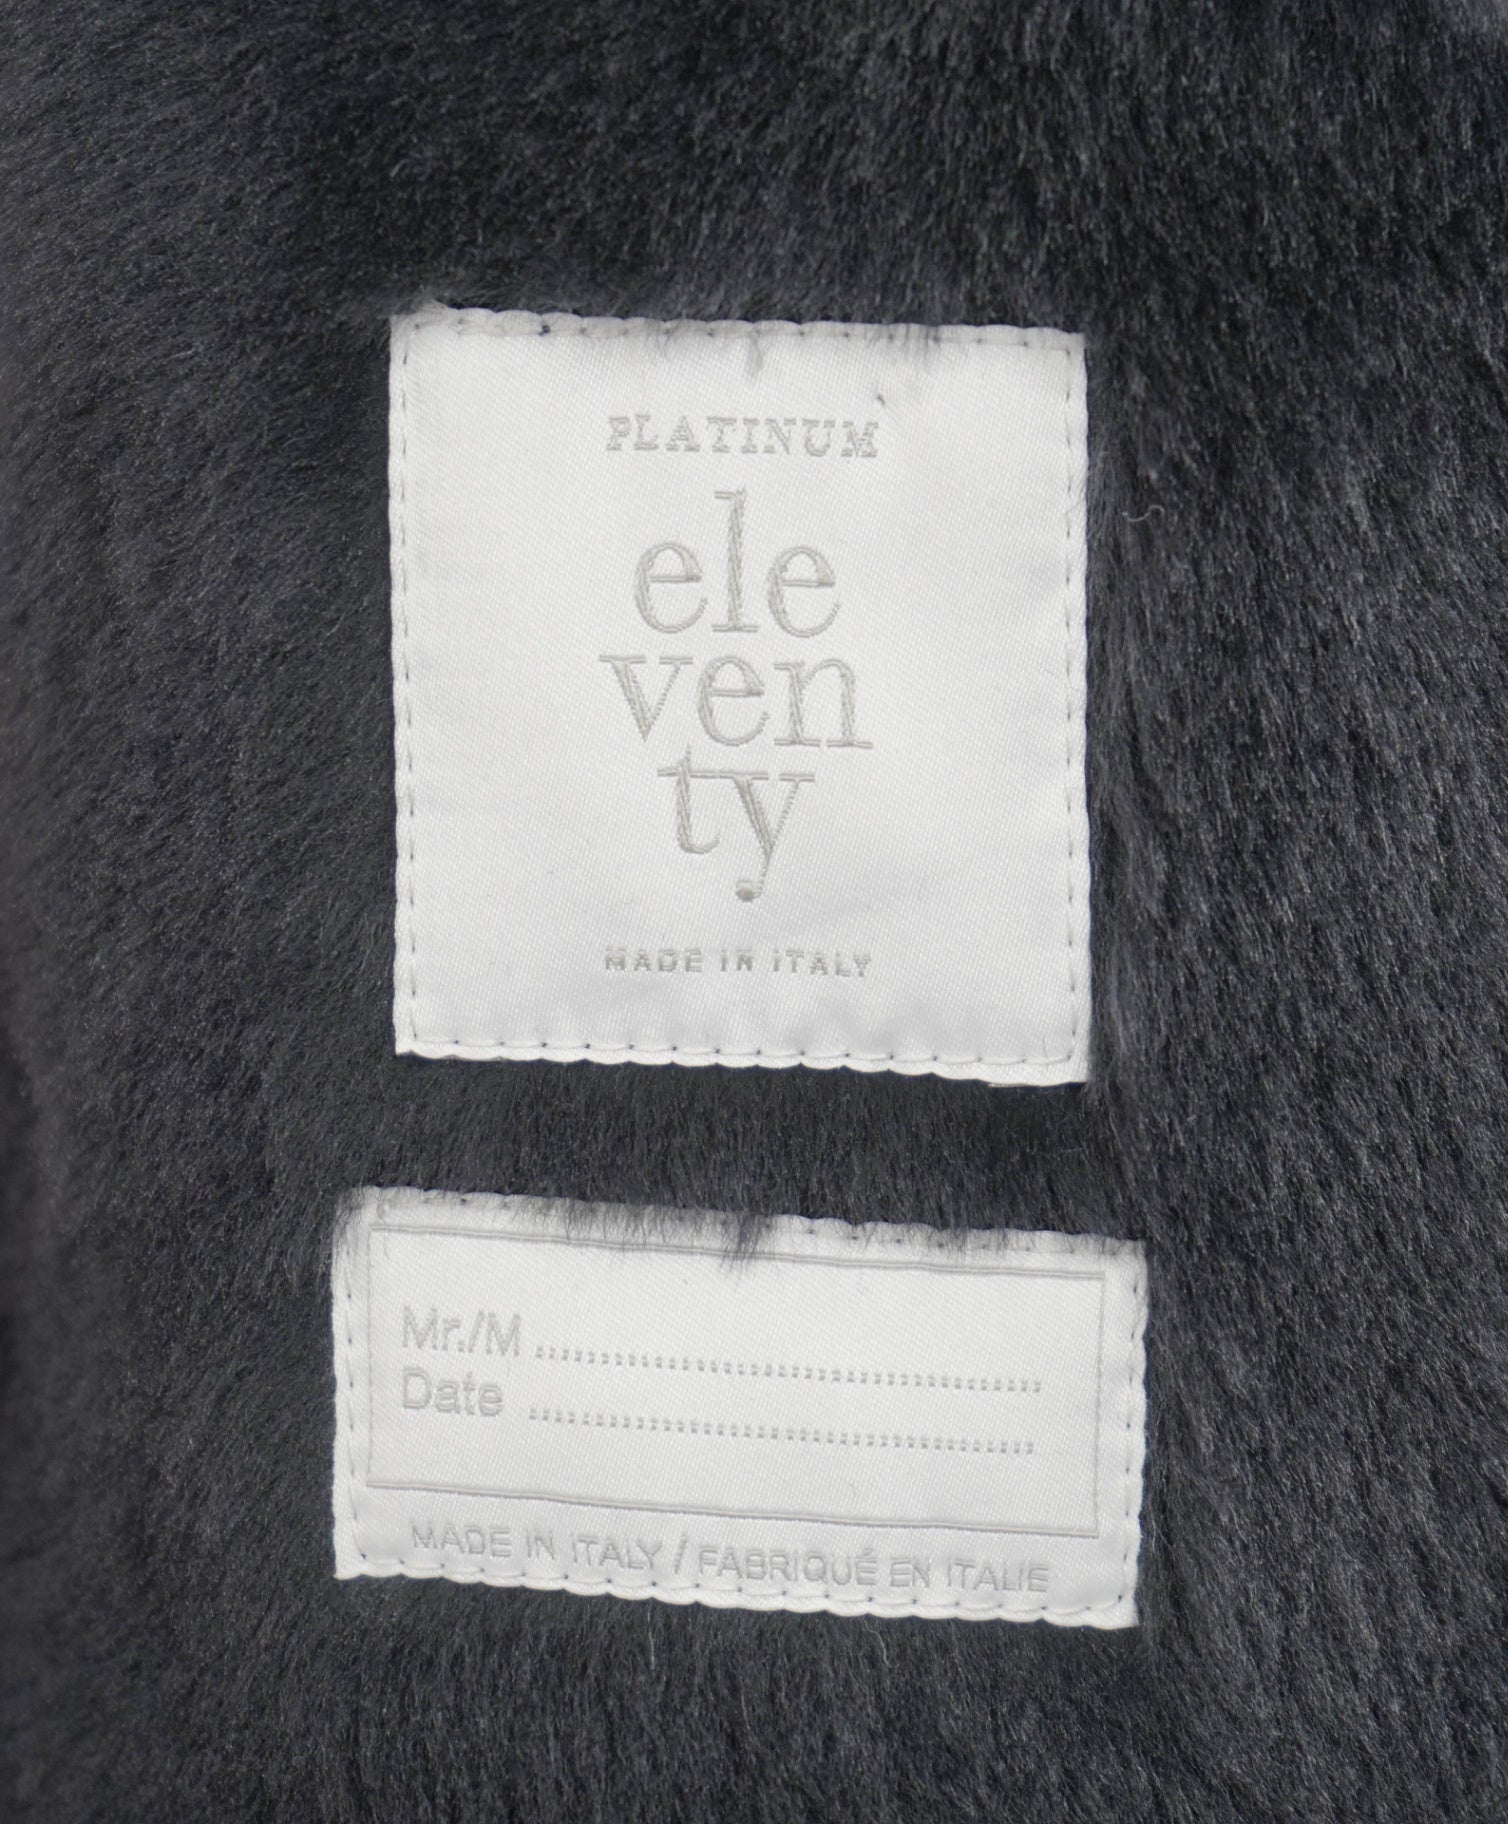 PLATINUM
ele
ven
ty
MADE IN ITALY
Mr./M ........................................
Date ........................................
MADE IN ITALY / FABRIQUÉ EN ITALIE